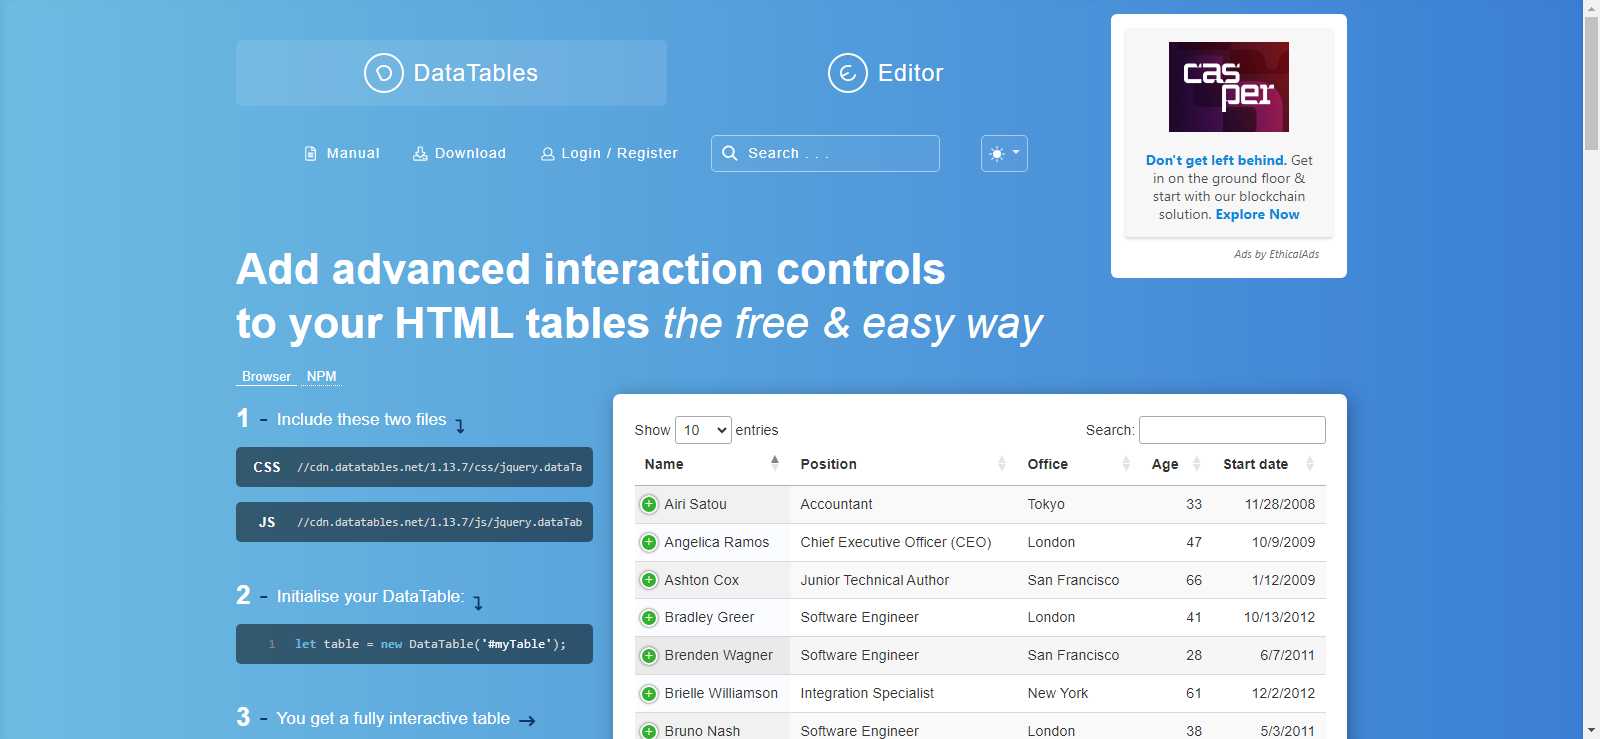 DataTables
Editor
Manual
Download
Login / Register
Search . . .
casper
Don't get left behind. Get
in on the ground floor &
start with our blockchain
solution. Explore Now
Ads by EthicalAds
Add advanced interaction controls
to your HTML tables the free & easy way
Browser NPM
1 - Include these two files
CSS //cdn.datatables.net/1.13.7/css/jquery.dataTa
JS //cdn.datatables.net/1.13.7/js/jquery.dataTab
2 - Initialise your DataTable:
1 let table = new DataTable('#myTable');
3 - You get a fully interactive table →
Show 10 entries Search:
Name Position Office Age Start date
Airi Satou Accountant Tokyo 33 11/28/2008
Angelica Ramos Chief Executive Officer (CEO) London 47 10/9/2009
Ashton Cox Junior Technical Author San Francisco 66 1/12/2009
Bradley Greer Software Engineer London 41 10/13/2012
Brenden Wagner Software Engineer San Francisco 28 6/7/2011
Brielle Williamson Integration Specialist New York 61 12/2/2012
Bruno Nash Software Engineer London 38 5/3/2011